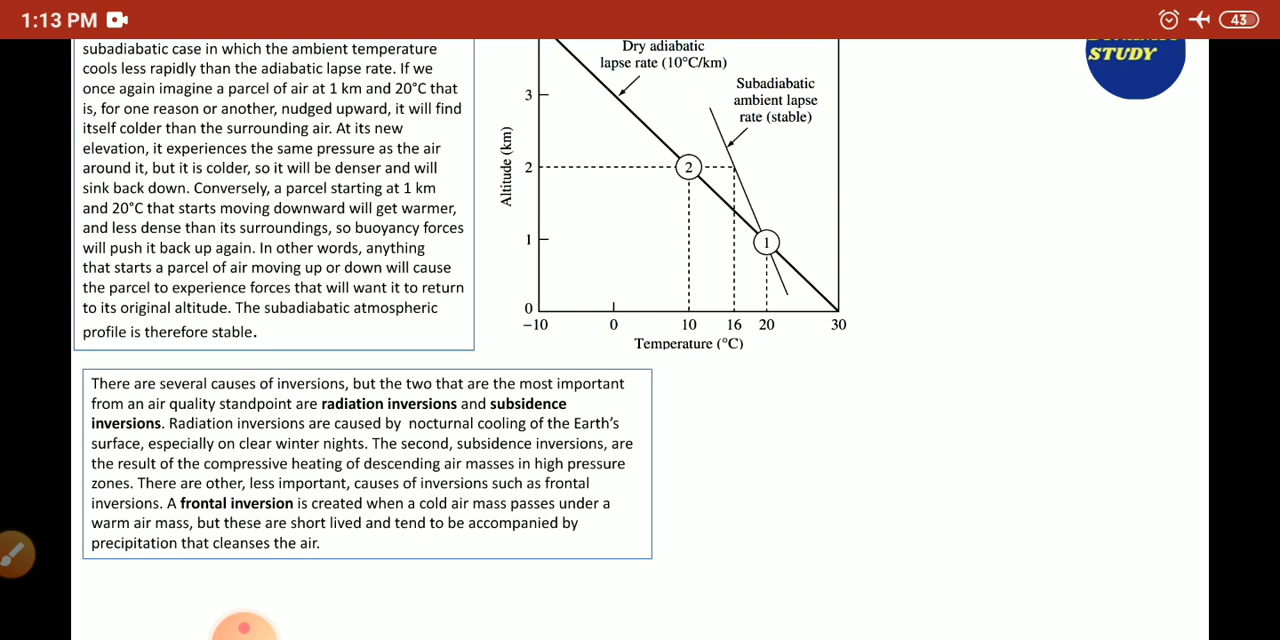 1:13 PM
43
subadiabatic case in which the ambient temperature
cools less rapidly than the adiabatic lapse rate. If we
once again imagine a parcel of air at 1 km and 20°C that
is, for one reason or another, nudged upward, it will find
itself colder than the surrounding air. At its new
elevation, it experiences the same pressure as the air
around it, but it is colder, so it will be denser and will
sink back down. Conversely, a parcel starting at 1 km
and 20°C that starts moving downward will get warmer,
and less dense than its surroundings, so buoyancy forces
will push it back up again. In other words, anything
that starts a parcel of air moving up or down will cause
the parcel to experience forces that will want it to return
to its original altitude. The subadiabatic atmospheric
profile is therefore stable.
Dry adiabatic
lapse rate (10°C/km)
Subadiabatic
ambient lapse
rate (stable)
Altitude (km)
3
2
1
0
2
1
−10
0
10
16
20
30
Temperature (°C)
STUDY
There are several causes of inversions, but the two that are the most important
from an air quality standpoint are radiation inversions and subsidence
inversions. Radiation inversions are caused by nocturnal cooling of the Earth's
surface, especially on clear winter nights. The second, subsidence inversions, are
the result of the compressive heating of descending air masses in high pressure
zones. There are other, less important, causes of inversions such as frontal
inversions. A frontal inversion is created when a cold air mass passes under a
warm air mass, but these are short lived and tend to be accompanied by
precipitation that cleanses the air.